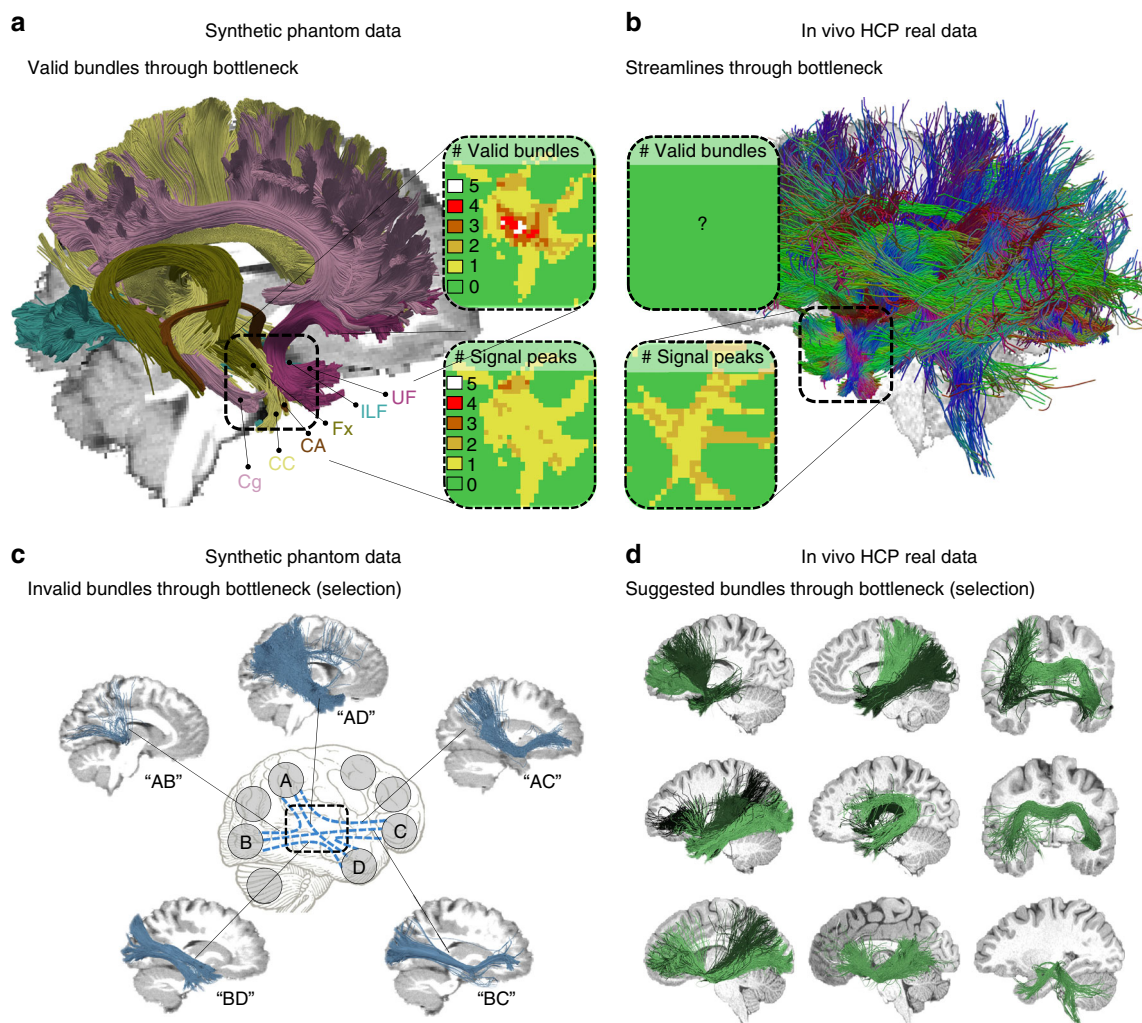 a
Synthetic phantom data
Valid bundles through bottleneck
# Valid bundles
5
4
3
2
1
0
# Signal peaks
5
4
3
2
1
0
UF
ILF
Fx
CA
CC
Cg
b
In vivo HCP real data
Streamlines through bottleneck
# Valid bundles
?
# Signal peaks
c
Synthetic phantom data
Invalid bundles through bottleneck (selection)
"AD"
"AB"
"AC"
A
B
C
D
"BD"
"BC"
d
In vivo HCP real data
Suggested bundles through bottleneck (selection)